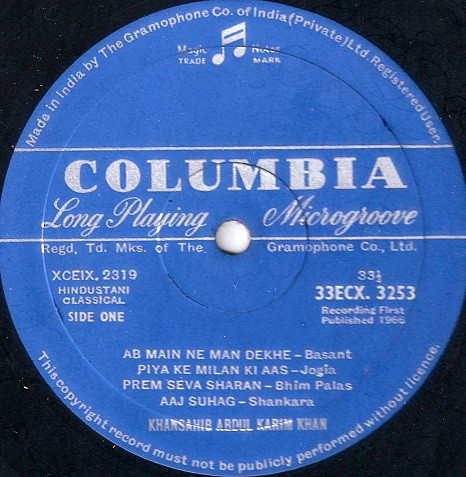 Made in India by The Gramophone Co. of India (Private) Ltd. Registered User.
Magic Notes
TRADE MARK
COLUMBIA
Long Playing Microgroove
Regd, Td. Mks. of The Gramophone Co., Ltd.
XCEIX. 2319
HINDUSTANI
CLASSICAL
SIDE ONE
33⅓
33ECX. 3253
Recording First
Published 1966
AB MAIN NE MAN DEKHE – Basant
PIYA KE MILAN KI AAS – Jogia
PREM SEVA SHARAN – Bhim Palas
AAJ SUHAG – Shankara
KHANSAHIB ABDUL KARIM KHAN
This copyright record must not be publicly performed without licence.